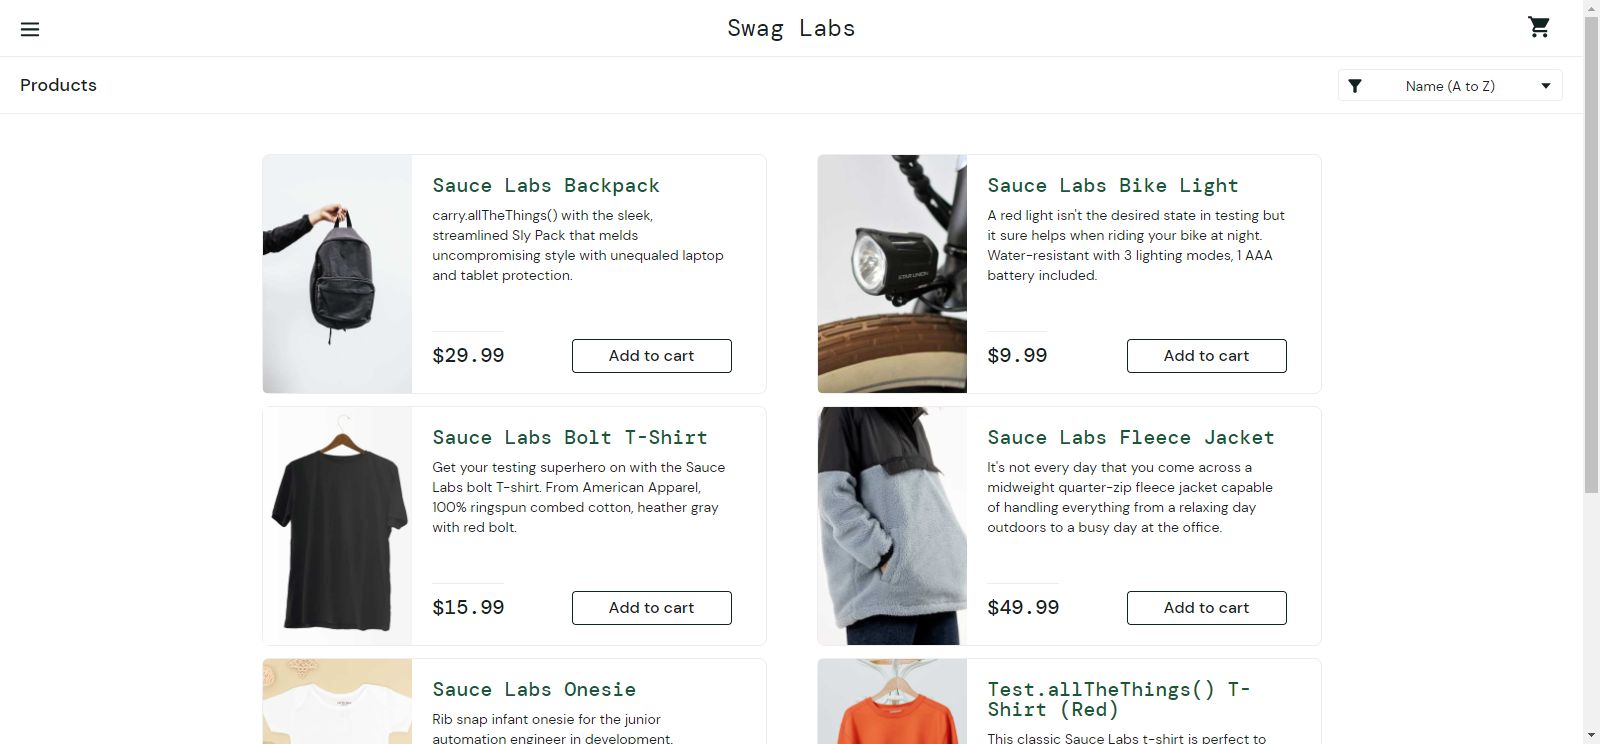 Swag Labs
Products
Name (A to Z)
Sauce Labs Backpack
carry.allTheThings() with the sleek,
streamlined Sly Pack that melds
uncompromising style with unequaled laptop
and tablet protection.
$29.99
Add to cart
Sauce Labs Bike Light
A red light isn't the desired state in testing but
it sure helps when riding your bike at night.
Water-resistant with 3 lighting modes, 1 AAA
battery included.
$9.99
Add to cart
STAR UNION
Sauce Labs Bolt T-Shirt
Get your testing superhero on with the Sauce
Labs bolt T-shirt. From American Apparel,
100% ringspun combed cotton, heather gray
with red bolt.
$15.99
Add to cart
Sauce Labs Fleece Jacket
It's not every day that you come across a
midweight quarter-zip fleece jacket capable
of handling everything from a relaxing day
outdoors to a busy day at the office.
$49.99
Add to cart
Sauce Labs Onesie
Rib snap infant onesie for the junior
automation engineer in development.
Test.allTheThings() T-
Shirt (Red)
This classic Sauce Labs t-shirt is perfect to